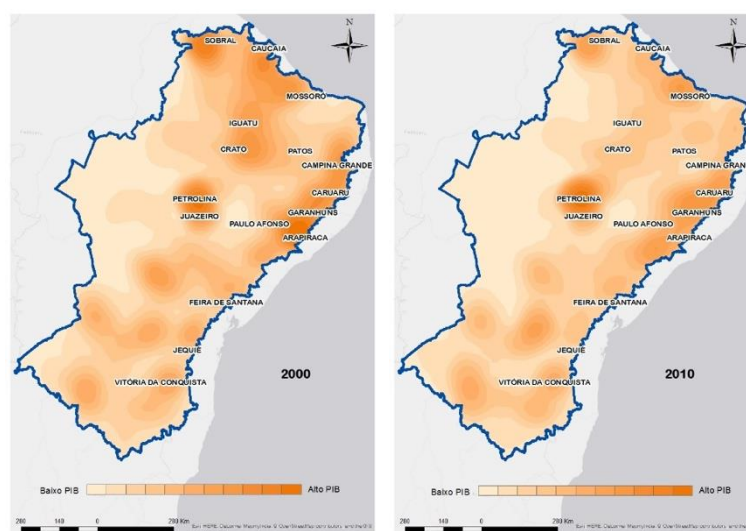 N
SOBRAL
CAUCAIA
MOSSORÓ
IGUATU
CRATO
PATOS
CAMPINA GRANDE
CARUARU
PETROLINA
GARANHUNS
JUAZEIRO
PAULO AFONSO
ARAPIRACA
FEIRA DE SANTANA
JEQUIÉ
VITÓRIA DA CONQUISTA
2000
Baixo PIB
Alto PIB
280 140 0 280 Km
N
SOBRAL
CAUCAIA
MOSSORÓ
IGUATU
CRATO
PATOS
CAMPINA GRAN
CARUARU
PETROLINA
GARANHUNS
JUAZEIRO
PAULO AFONSO
ARAPIRACA
FEIRA DE SANTANA
JEQUIÉ
VITÓRIA DA CONQUISTA
2010
Baixo PIB
Alto PIB
280 140 0 280 Km